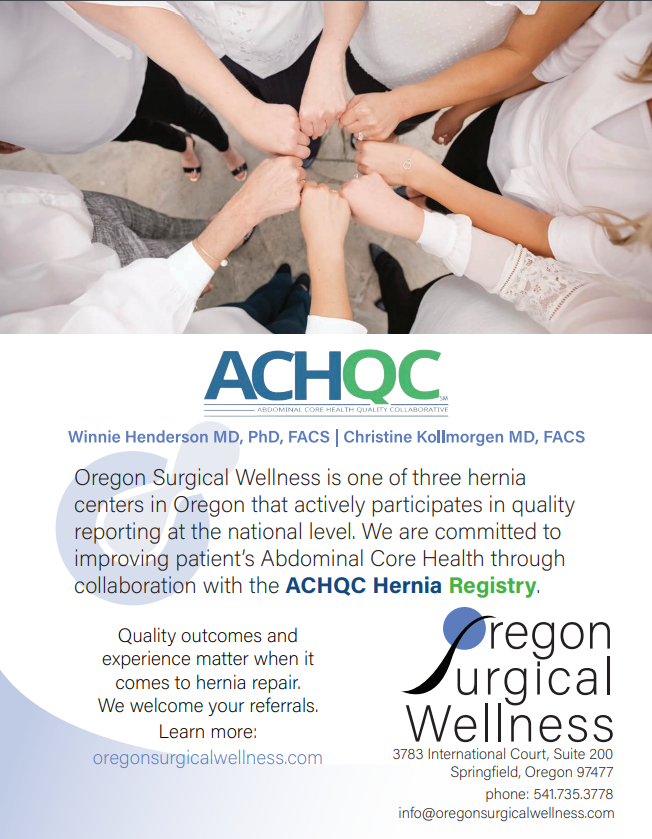 ACHQC SM
ABDOMINAL CORE HEALTH QUALITY COLLABORATIVE
Winnie Henderson MD, PhD, FACS | Christine Kollmorgen MD, FACS
Oregon Surgical Wellness is one of three hernia
centers in Oregon that actively participates in quality
reporting at the national level. We are committed to
improving patient’s Abdominal Core Health through
collaboration with the ACHQC Hernia Registry.
Quality outcomes and
experience matter when it
comes to hernia repair.
We welcome your referrals.
Learn more:
oregonsurgicalwellness.com
Oregon
Surgical
Wellness
3783 International Court, Suite 200
Springfield, Oregon 97477
phone: 541.735.3778
info@oregonsurgicalwellness.com